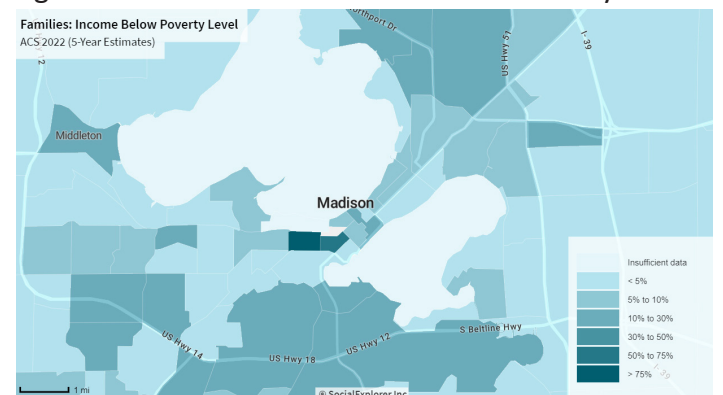 Families: Income Below Poverty Level
ACS 2022 (5-Year Estimates)
Northport Dr
US Hwy 51
I- 39
12
Middleton
Madison
Insufficient data
< 5%
5% to 10%
10% to 30%
30% to 50%
50% to 75%
> 75%
S Beltline Hwy
US Hwy 12
US Hwy 14
US Hwy 18
I- 39
1 mi
© SocialExplorer Inc